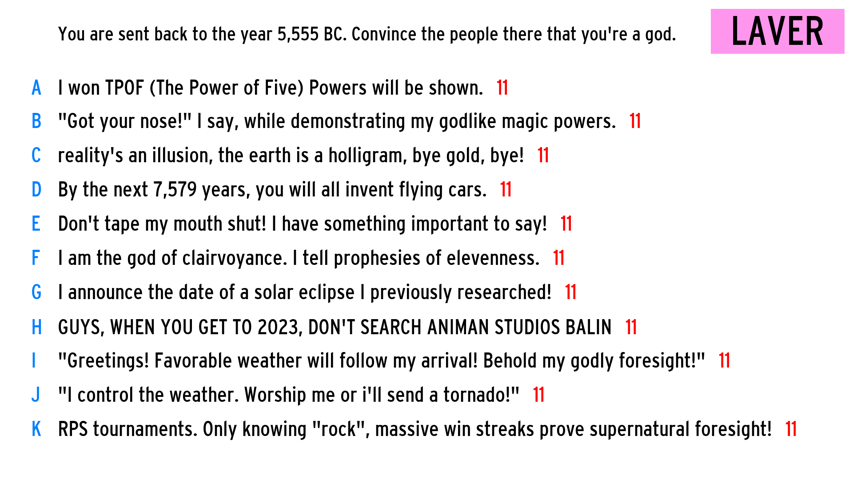 You are sent back to the year 5,555 BC. Convince the people there that you're a god.
LAVER
A I won TPOF (The Power of Five) Powers will be shown. 11
B "Got your nose!" I say, while demonstrating my godlike magic powers. 11
C reality's an illusion, the earth is a holligram, bye gold, bye! 11
D By the next 7,579 years, you will all invent flying cars. 11
E Don't tape my mouth shut! I have something important to say! 11
F I am the god of clairvoyance. I tell prophesies of elevenness. 11
G I announce the date of a solar eclipse I previously researched! 11
H GUYS, WHEN YOU GET TO 2023, DON'T SEARCH ANIMAN STUDIOS BALIN 11
I "Greetings! Favorable weather will follow my arrival! Behold my godly foresight!" 11
J "I control the weather. Worship me or i'll send a tornado!" 11
K RPS tournaments. Only knowing "rock", massive win streaks prove supernatural foresight! 11